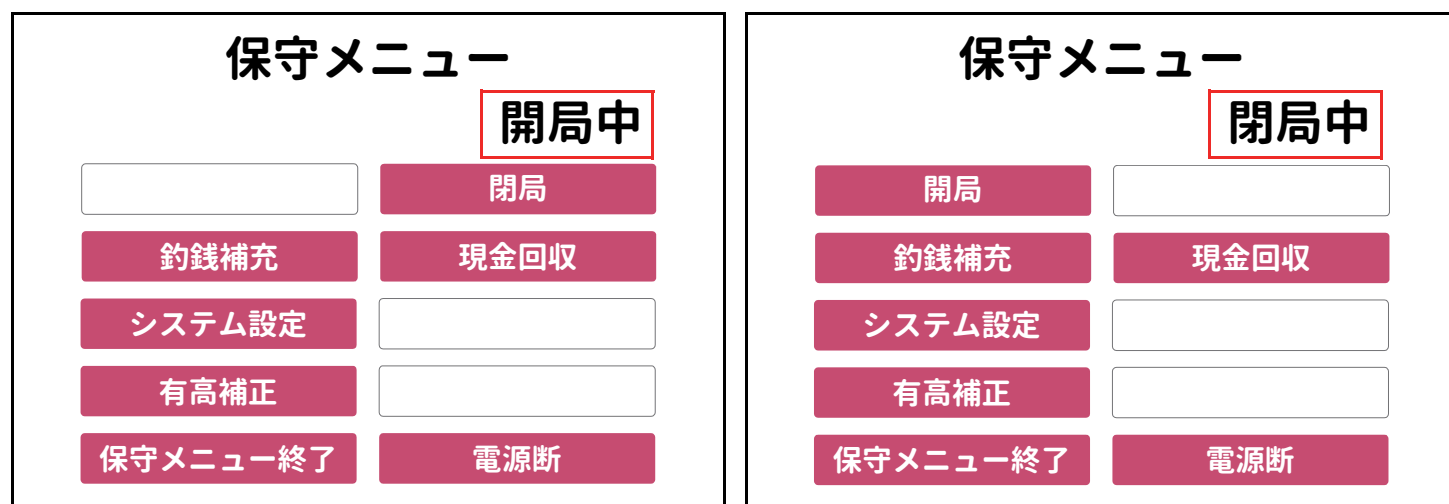 保守メニュー
開局中
閉局
釣銭補充 現金回収
システム設定
有高補正
保守メニュー終了 電源断
保守メニュー
閉局中
開局
釣銭補充 現金回収
システム設定
有高補正
保守メニュー終了 電源断